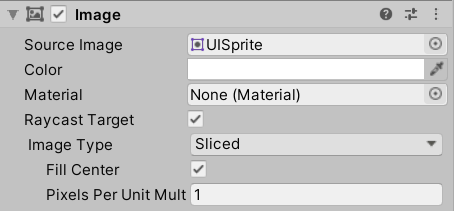 Image
Source Image UISprite
Color
Material None (Material)
Raycast Target
Image Type Sliced
Fill Center
Pixels Per Unit Mult 1